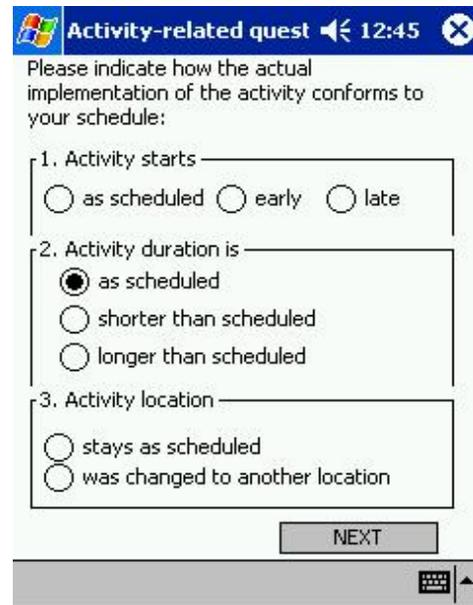 Activity-related quest 12:45
Please indicate how the actual
implementation of the activity conforms to
your schedule:
1. Activity starts
as scheduled early late
2. Activity duration is
as scheduled
shorter than scheduled
longer than scheduled
3. Activity location
stays as scheduled
was changed to another location
NEXT